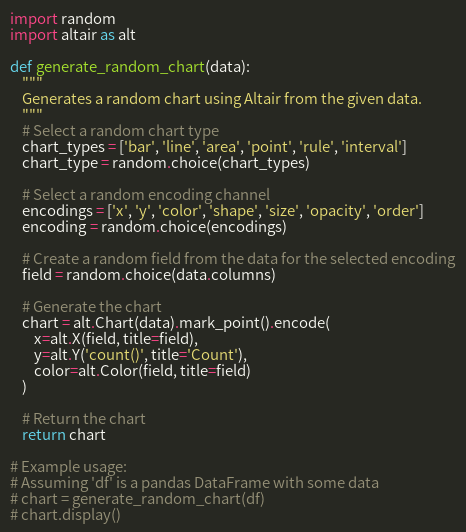 import random
import altair as alt

def generate_random_chart(data):
    """
    Generates a random chart using Altair from the given data.
    """
    # Select a random chart type
    chart_types = ['bar', 'line', 'area', 'point', 'rule', 'interval']
    chart_type = random.choice(chart_types)

    # Select a random encoding channel
    encodings = ['x', 'y', 'color', 'shape', 'size', 'opacity', 'order']
    encoding = random.choice(encodings)

    # Create a random field from the data for the selected encoding
    field = random.choice(data.columns)

    # Generate the chart
    chart = alt.Chart(data).mark_point().encode(
        x=alt.X(field, title=field),
        y=alt.Y('count()', title='Count'),
        color=alt.Color(field, title=field)
    )

    # Return the chart
    return chart

# Example usage:
# Assuming 'df' is a pandas DataFrame with some data
# chart = generate_random_chart(df)
# chart.display()